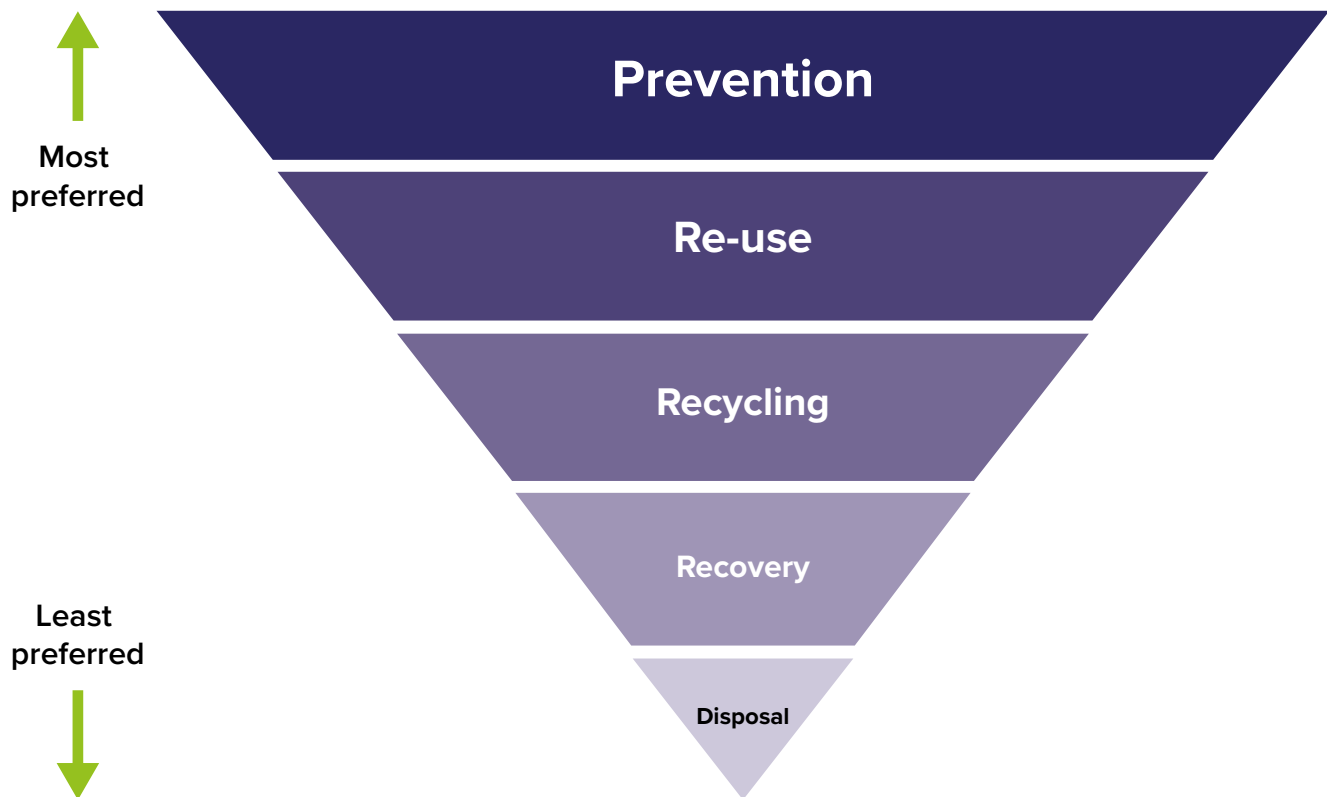 Prevention
Most
preferred
Re-use
Recycling
Recovery
Least
preferred
Disposal